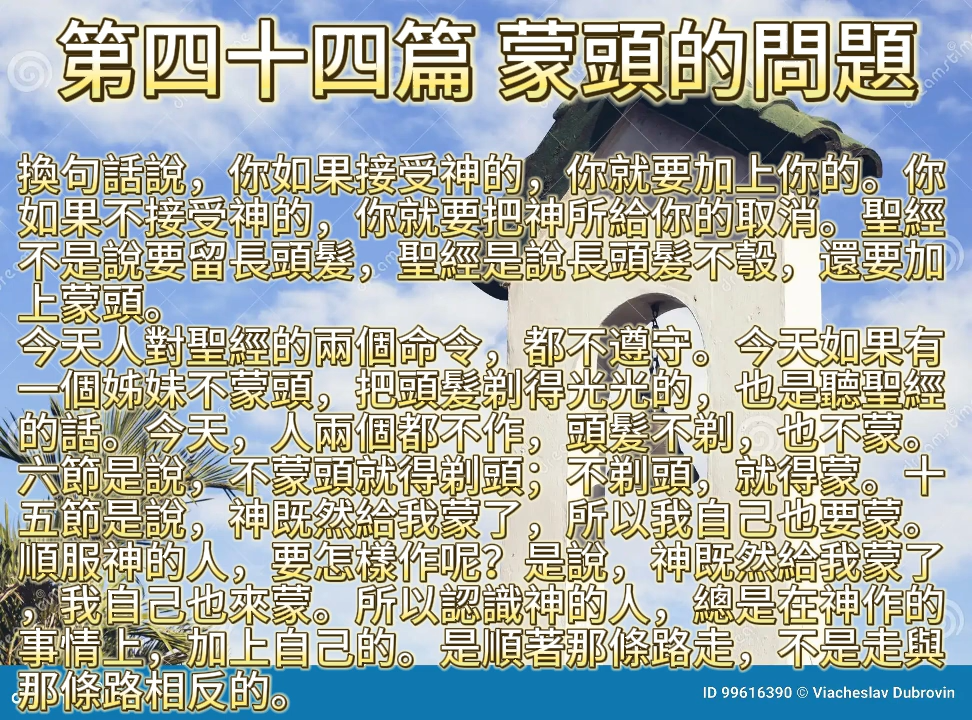 第四十四篇 蒙頭的問題
換句話說，你如果接受神的，你就要加上你的。你
如果不接受神的，你就要把神所給你的取消。聖經
不是說要留長頭髮，聖經是說長頭髮不彀，還要加
上蒙頭。
今天人對聖經的兩個命令，都不遵守。今天如果有
一個姊妹不蒙頭，把頭髮剃得光光的，也是聽聖經
的話。今天，人兩個都不作，頭髮不剃，也不蒙。
六節是說，不蒙頭就得剃頭；不剃頭，就得蒙。十
五節是說，神既然給我蒙了，所以我自己也要蒙。
順服神的人，要怎樣作呢？是說，神既然給我蒙了
，我自己也來蒙。所以認識神的人，總是在神作的
事情上，加上自己的。是順著那條路走，不是走與
那條路相反的。
ID 99616390 © Viacheslav Dubrovin